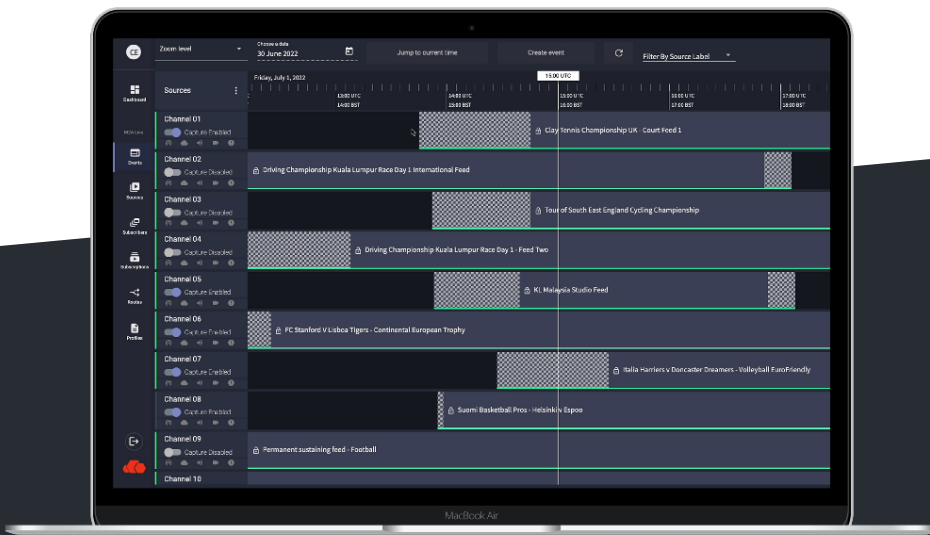 CE
Zoom level
Choose a date
30 June 2022
Jump to current time
Create event
Filter By Source Label
Dashboard
Events
Sources
Subscribers
Subscriptions
Routes
Profiles
Sources
Friday, July 1, 2022
15:00 UTC
13:00 UTC
14:00 BST
14:00 UTC
15:00 BST
15:00 UTC
16:00 BST
16:00 UTC
17:00 BST
17:00 UTC
18:00 BST
Channel 01
Capture Enabled
Clay Tennis Championship UK - Court Feed 1
Channel 02
Capture Disabled
Driving Championship Kuala Lumpur Race Day 1 International Feed
Channel 03
Capture Disabled
Tour of South East England Cycling Championship
Channel 04
Capture Disabled
Driving Championship Kuala Lumpur Race Day 1 - Feed Two
Channel 05
Capture Enabled
KL Malaysia Studio Feed
Channel 06
Capture Enabled
FC Stanford V Lisboa Tigers - Continental European Trophy
Channel 07
Capture Enabled
Italia Harriers v Doncaster Dreamers - Volleyball EuroFriendly
Channel 08
Capture Enabled
Suomi Basketball Pros - Helsinki v Espoo
Channel 09
Capture Disabled
Permanent sustaining feed - Football
Channel 10
MacBook Air